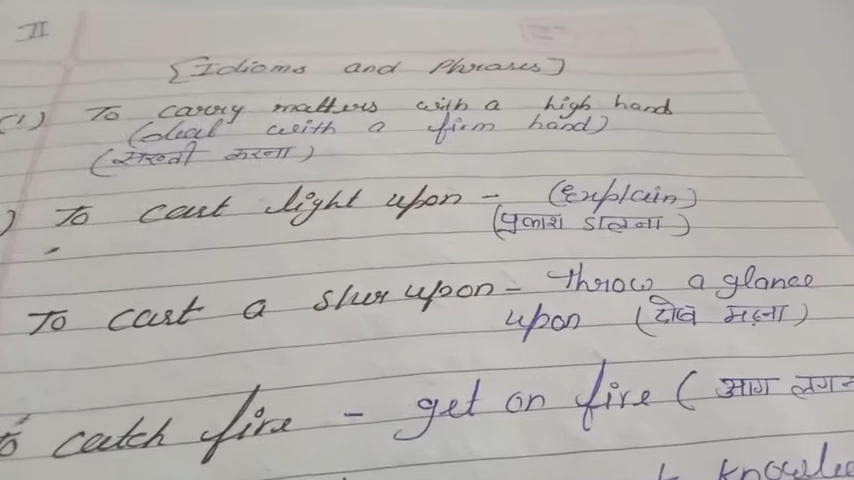 II
{Idioms and Phrases}
(1) To carry matters with a high hand
(deal with a firm hand)
(सख्ती करना)
) To cast light upon - (Explain)
(प्रकाश डालना)
To cast a slur upon - Throw a glance
upon (दोष मढ़ना)
To catch fire - get on fire (आग लगन
knowle